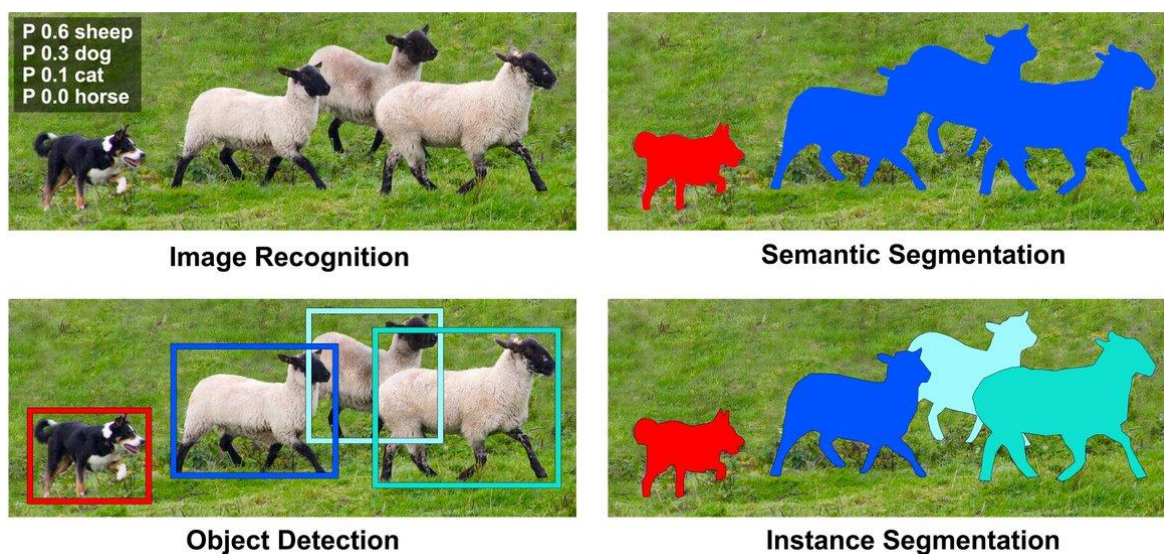 P 0.6 sheep
P 0.3 dog
P 0.1 cat
P 0.0 horse
Image Recognition
Semantic Segmentation
Object Detection
Instance Segmentation